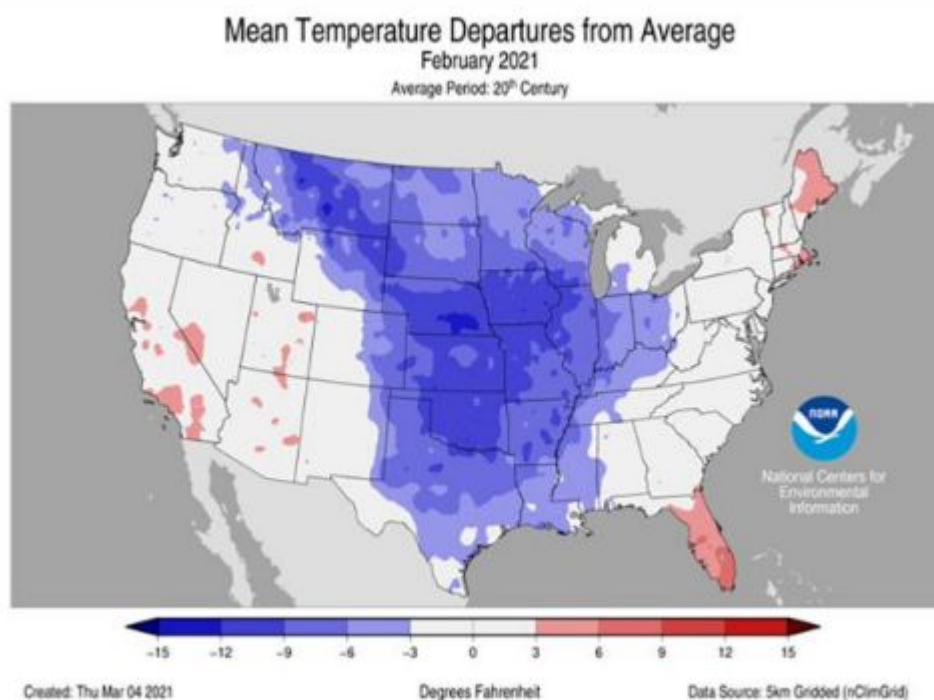 Mean Temperature Departures from Average
February 2021
Average Period: 20th Century
NOAA
National Centers for
Environmental
Information
-15 -12 -9 -6 -3 0 3 6 9 12 15
Created: Thu Mar 04 2021
Degrees Fahrenheit
Data Source: 5km Gridded (nClimGrid)